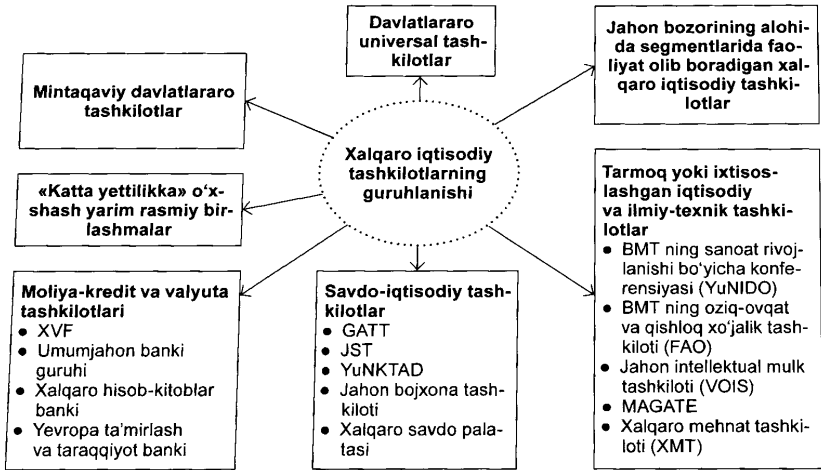 Davlatlararo
universal tash-
kilotlar
Jahon bozorining alohi-
da segmentlarida fao-
liyat olib boradigan xal-
qaro iqtisodiy tashki-
lotlar
Mintaqaviy davlatlararo
tashkilotlar
Xalqaro iqtisodiy
tashkilotlarning
guruhlanishi
«Katta yettilikka» o‘x-
shash yarim rasmiy bir-
lashmalar
Tarmoq yoki ixtisos-
lashgan iqtisodiy
va ilmiy-texnik tashki-
lotlar
● BMT ning sanoat rivoj-
lanishi bo‘yicha konfe-
rensiyasi (YuNIDO)
● BMT ning oziq-ovqat
va qishloq xo‘jalik tash-
kiloti (FAO)
● Jahon intellektual mulk
tashkiloti (VOIS)
● MAGATE
● Xalqaro mehnat tashki-
loti (XMT)
Moliya-kredit va valyuta
tashkilotlari
● XVF
● Umumjahon banki
guruhi
● Xalqaro hisob-kitoblar
banki
● Yevropa ta’mirlash
va taraqqiyot banki
Savdo-iqtisodiy tash-
kilotlar
● GATT
● JST
● YuNKTAD
● Jahon bojxona tash-
kiloti
● Xalqaro savdo pala-
tasi